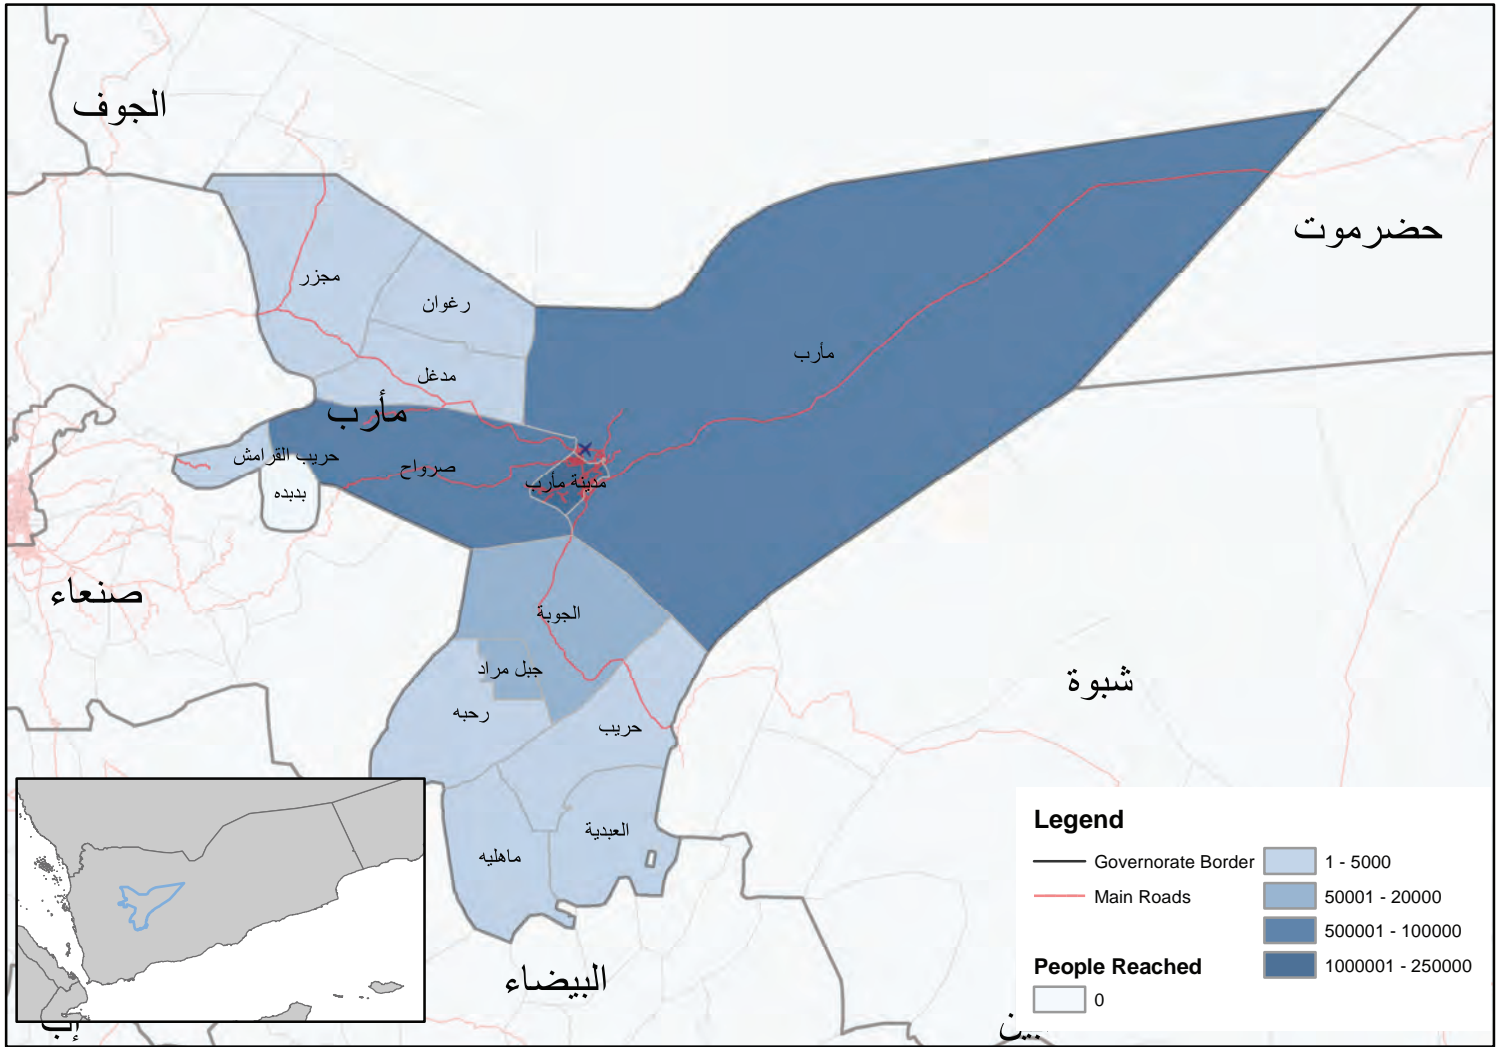 الجوف
حضرموت
مجزر
رغوان
مأرب
مدغل
مأرب
حريب القرامش
صرواح
مدينة مأرب
بدبده
صنعاء
الجوبة
جبل مراد
شبوة
رحبه
حريب
العبدية
ماهليه
البيضاء
إب
Legend
Governorate Border
Main Roads
People Reached
0
1 - 5000
50001 - 20000
500001 - 100000
1000001 - 250000